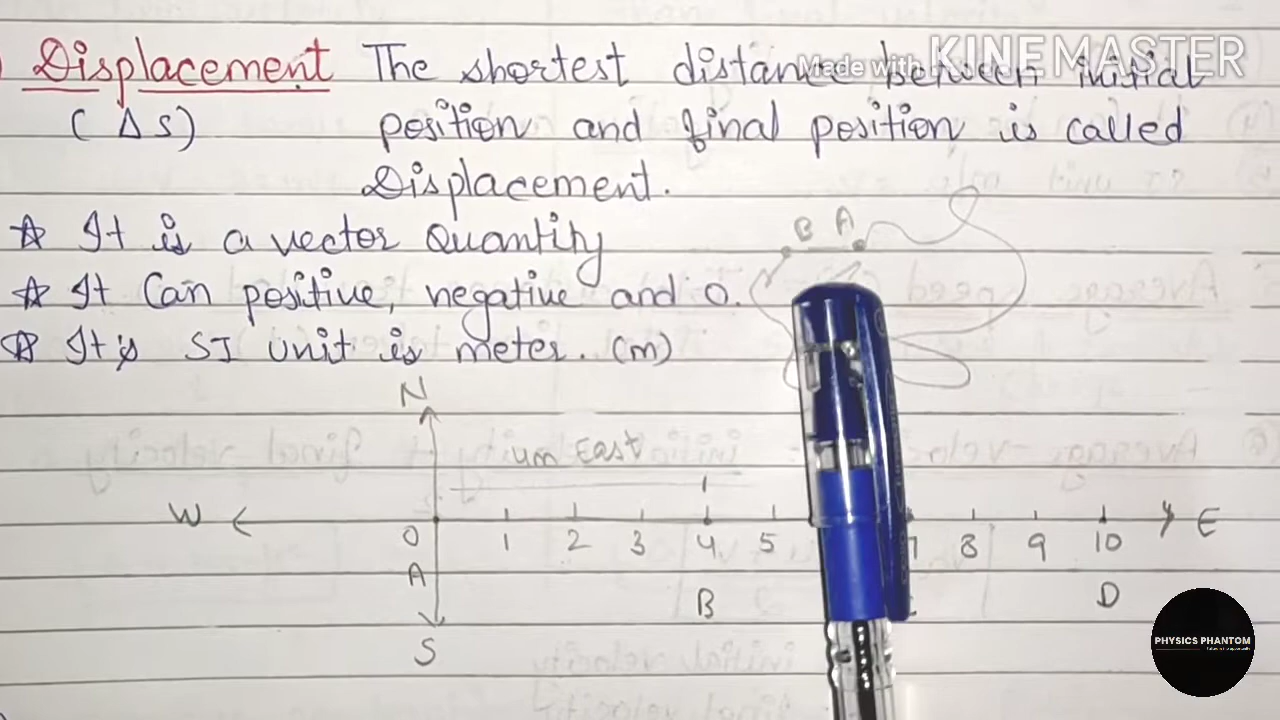 Displacement The shortest distance between initial
Made with KINEMASTER
(Δs) position and final position is called
Displacement.
☆ It is a vector Quantity
B A
☆ It Can positive, negative and 0.
☆ It's SI unit is meter. (m)
N
4m East
W E
0 1 2 3 4 5 7 8 9 10
A
B D
S
PHYSICS PHANTOM